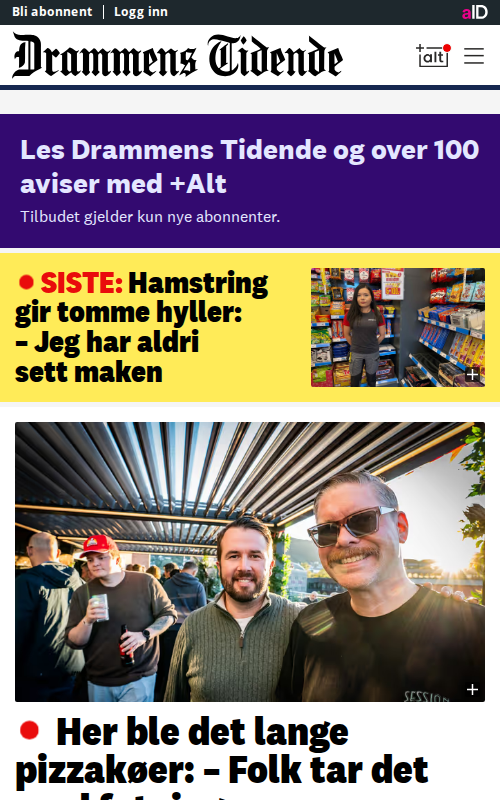 Bli abonnent | Logg inn
aID
Drammens Tidende
+alt
Les Drammens Tidende og over 100
aviser med +Alt
Tilbudet gjelder kun nye abonnenter.
SISTE: Hamstring
gir tomme hyller:
– Jeg har aldri
sett maken
SESSION
Her ble det lange
pizzakøer: – Folk tar det